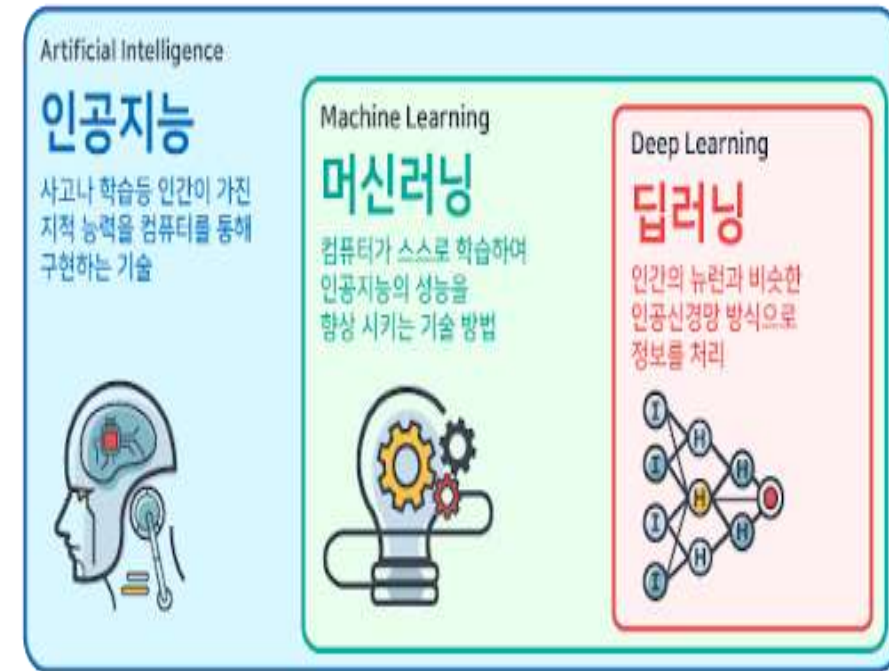 Artificial Intelligence
인공지능
사고나 학습등 인간이 가진
지적 능력을 컴퓨터를 통해
구현하는 기술
Machine Learning
머신러닝
컴퓨터가 스스로 학습하여
인공지능의 성능을
향상 시키는 기술 방법
Deep Learning
딥러닝
인간의 뉴런과 비슷한
인공신경망 방식으로
정보를 처리
I
H
I
H
H
I
H
H
I